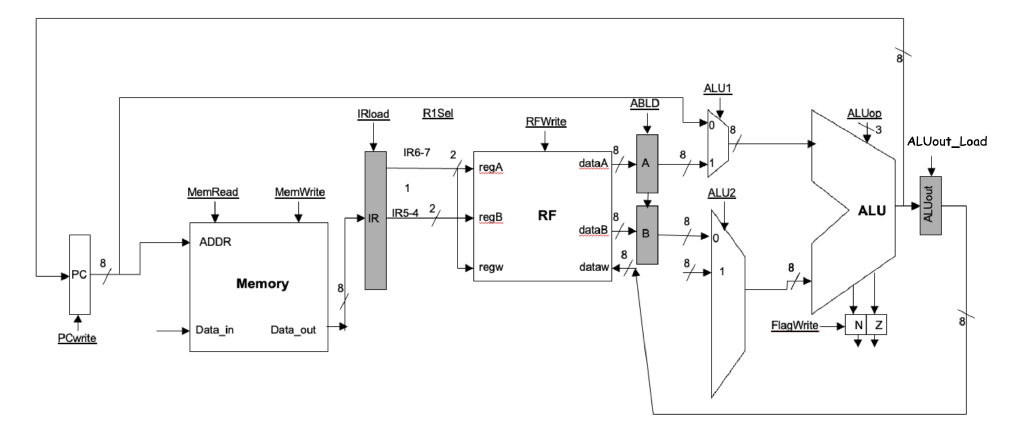 8
ALU1
ALUop
3
ALUout_Load
IRload
R1Sel
RFWrite
ABLD
0
8
1
IR6-7
2
regA
dataA
8
A
8
ALU
ALUout
MemRead
MemWrite
1
ALU2
IR
IR5-4
2
regB
RF
dataB
8
B
8
0
ADDR
PC
8
Memory
regw
dataw
8
8
1
8
8
Data_in
Data_out
PCwrite
FlagWrite
N
Z
8